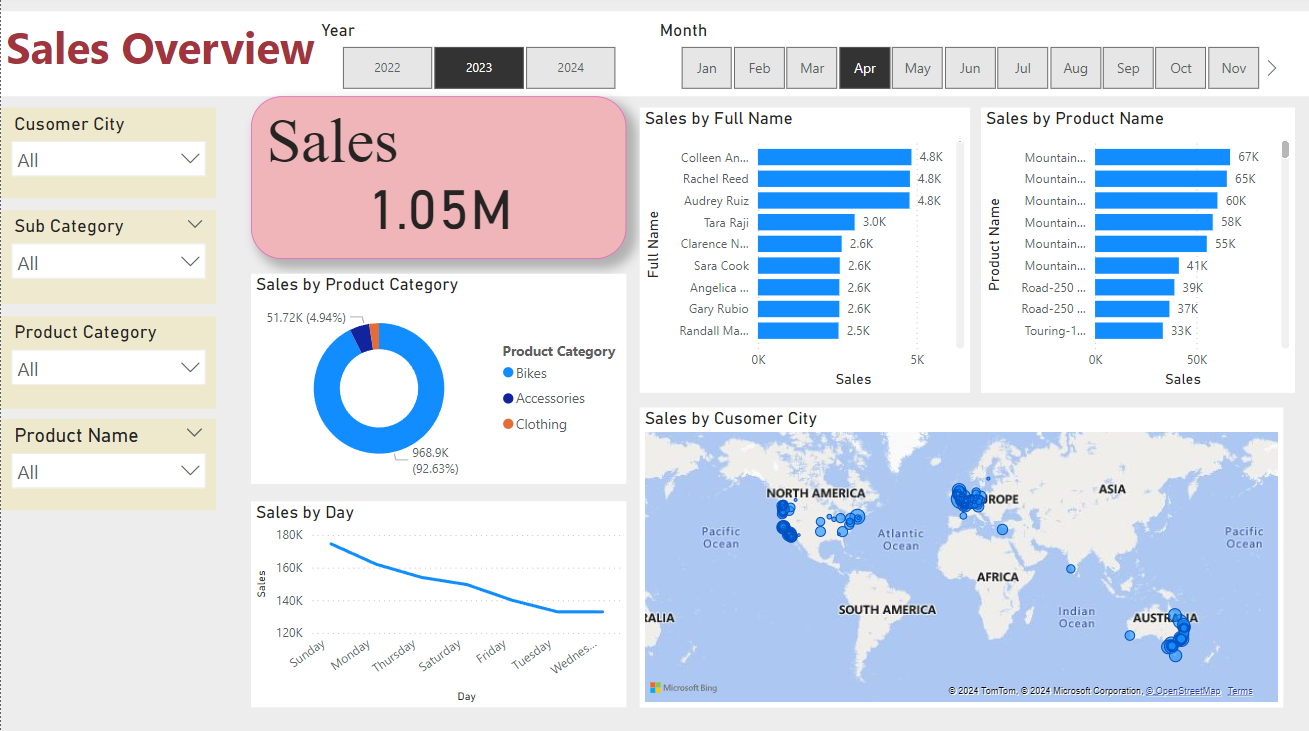 Sales Overview
Year
2022
2023
2024
Month
Jan
Feb
Mar
Apr
May
Jun
Jul
Aug
Sep
Oct
Nov
Cusomer City
All
Sub Category
All
Product Category
All
Product Name
All
Sales
1.05M
Sales by Product Category
51.72K (4.94%)
968.9K
(92.63%)
Product Category
Bikes
Accessories
Clothing
Sales by Day
Sales
180K
160K
140K
120K
Sunday
Monday
Thursday
Saturday
Friday
Tuesday
Wednes...
Day
Sales by Full Name
Full Name
Colleen An... 4.8K
Rachel Reed 4.8K
Audrey Ruiz 4.8K
Tara Raji 3.0K
Clarence N... 2.6K
Sara Cook 2.6K
Angelica ... 2.6K
Gary Rubio 2.6K
Randall Ma... 2.5K
0K 5K
Sales
Sales by Product Name
Product Name
Mountain... 67K
Mountain... 65K
Mountain... 60K
Mountain... 58K
Mountain... 55K
Mountain... 41K
Road-250 ... 39K
Road-250 ... 37K
Touring-1... 33K
0K 50K
Sales
Sales by Cusomer City
NORTH AMERICA
ROPE
ASIA
Pacific
Ocean
Atlantic
Ocean
Pacific
Ocean
AFRICA
SOUTH AMERICA
Indian
Ocean
RALIA
AUSTRALIA
Microsoft Bing
© 2024 TomTom, © 2024 Microsoft Corporation, © OpenStreetMap Terms